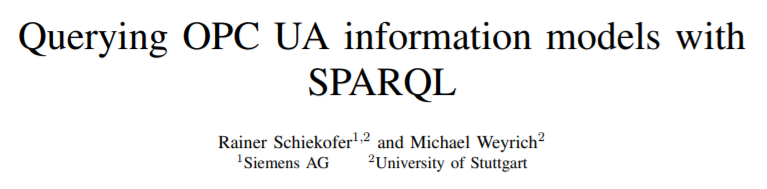 Querying OPC UA information models with
SPARQL
Rainer Schiekofer1,2 and Michael Weyrich2
1Siemens AG 2University of Stuttgart